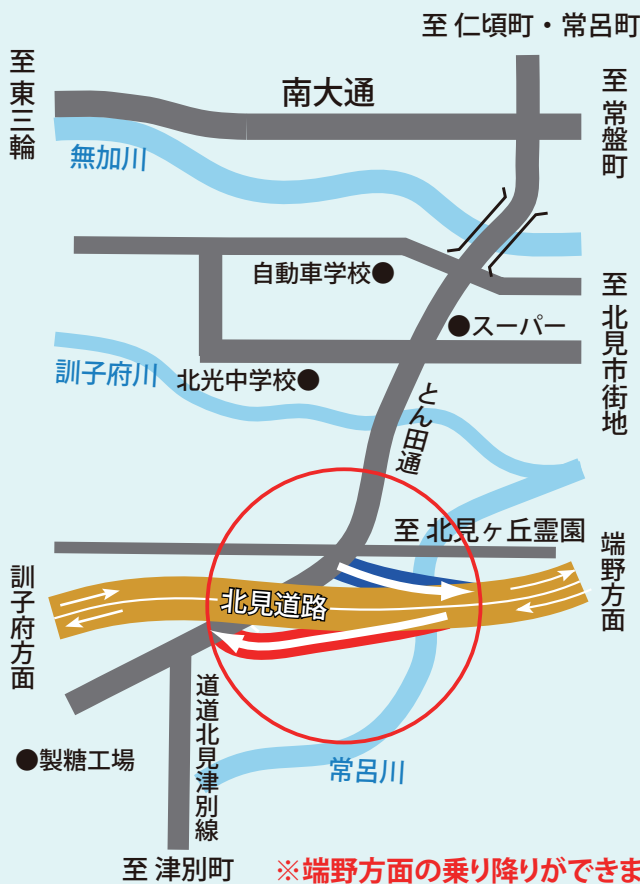 至 仁頃町・常呂町
至 東三輪
南大通
至 常盤町
無加川
自動車学校●
●スーパー
至 北見市街地
訓子府川
北光中学校●
とん田通
至 北見ヶ丘霊園
端野方面
訓子府方面
北見道路
道道北見津別線
●製糖工場
常呂川
至 津別町
※端野方面の乗り降りができま